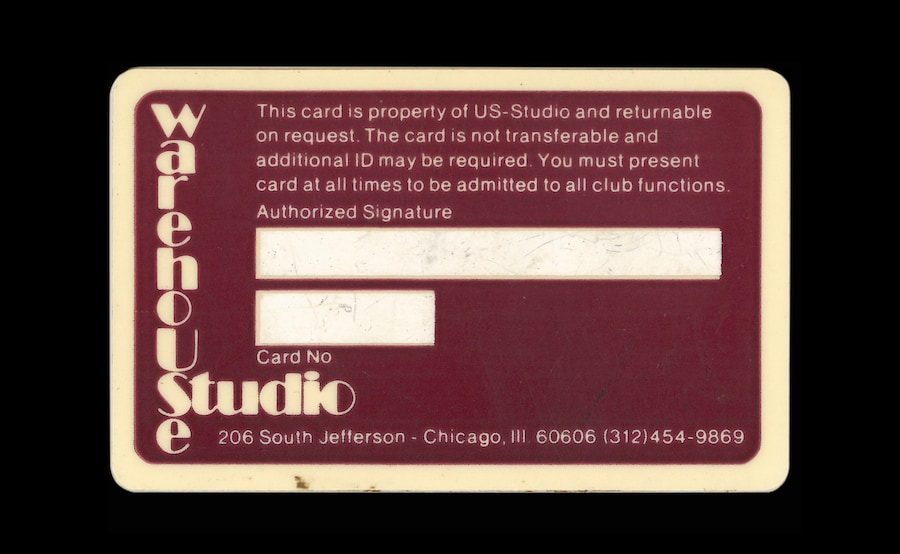 warehoUSe
This card is property of US-Studio and returnable
on request. The card is not transferable and
additional ID may be required. You must present
card at all times to be admitted to all club functions.
Authorized Signature
Card No
Studio
206 South Jefferson - Chicago, Ill. 60606 (312)454-9869